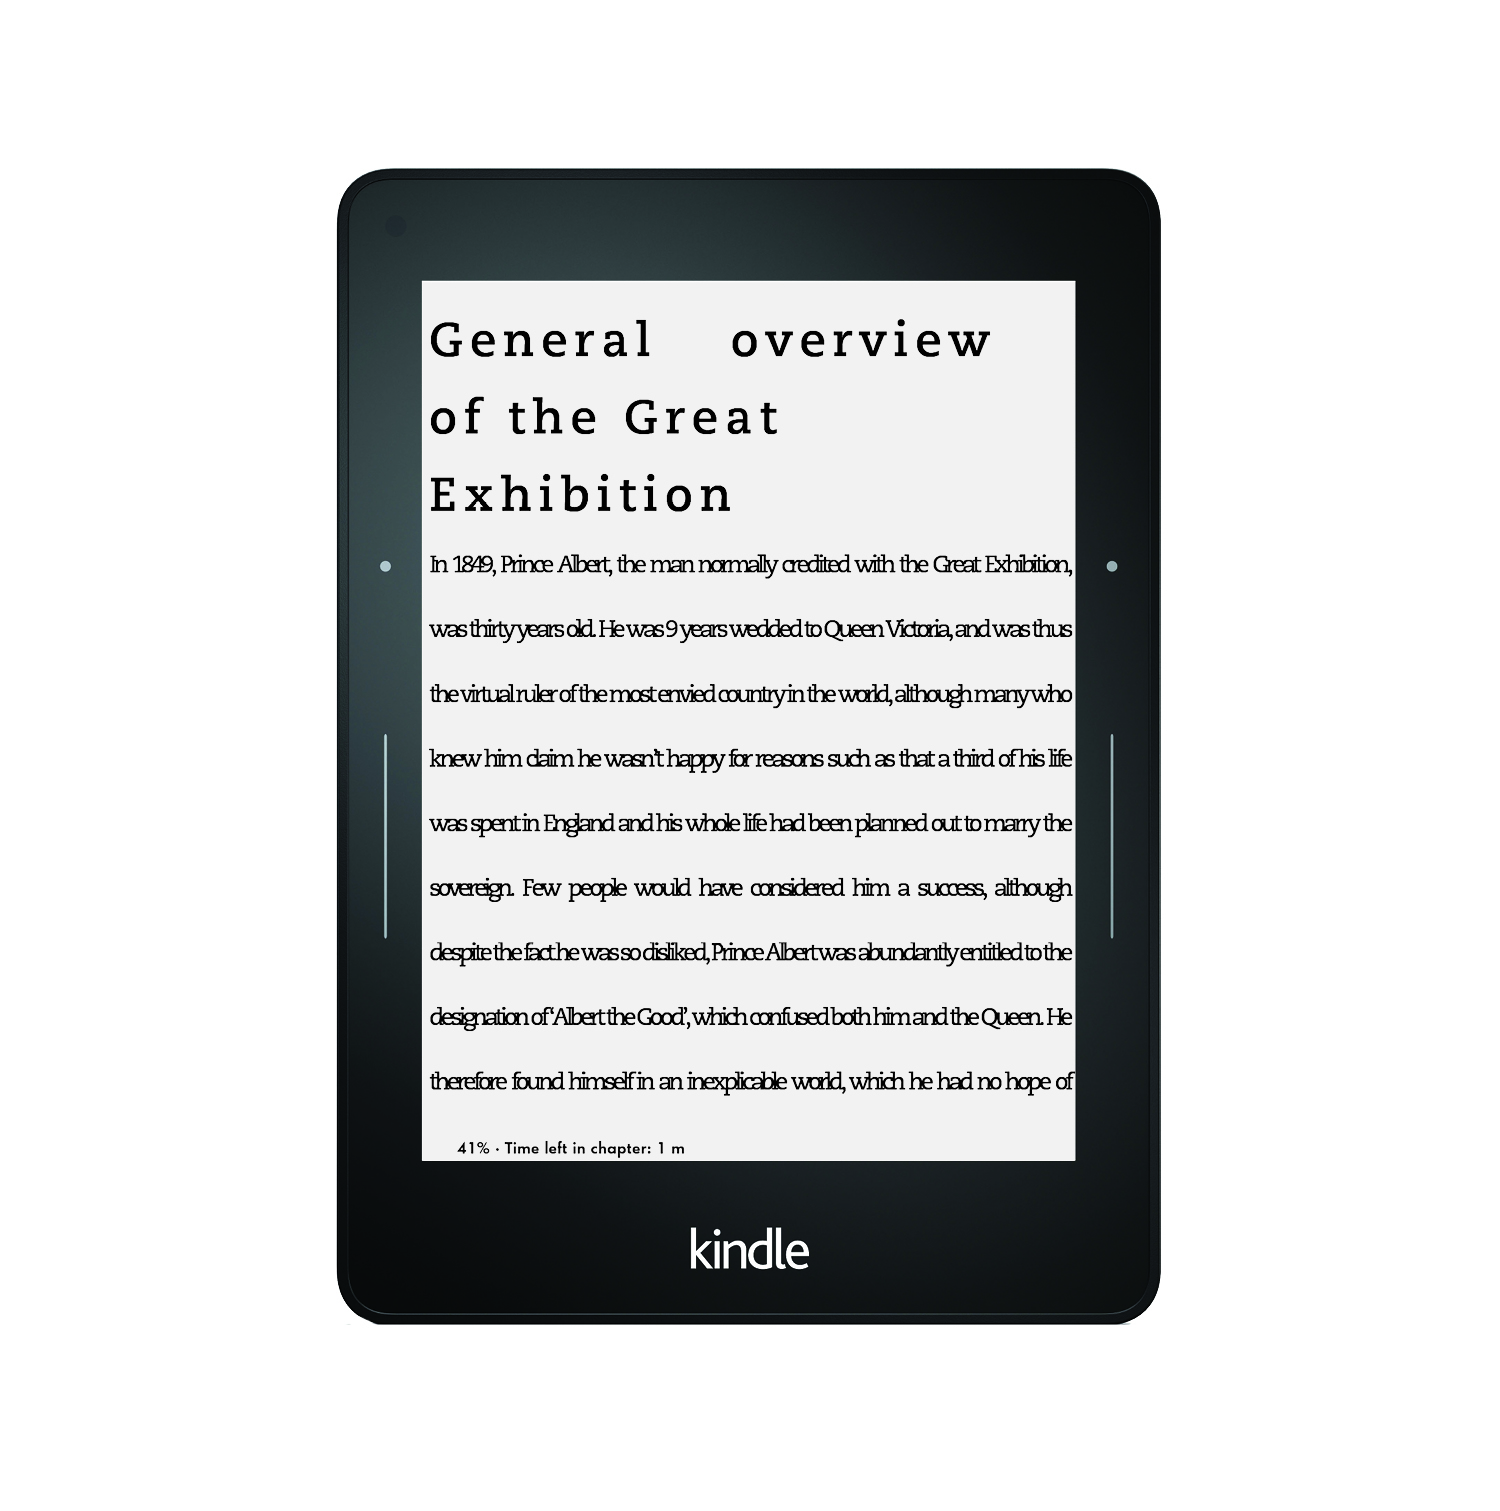 General overview
of the Great
Exhibition
In 1849, Prince Albert, the man normally credited with the Great Exhibition,
was thirty years old. He was 9 years wedded to Queen Victoria, and was thus
the virtual ruler of the most envied country in the world, although many who
knew him claim he wasn't happy for reasons such as that a third of his life
was spent in England and his whole life had been planned out to marry the
sovereign. Few people would have considered him a success, although
despite the fact he was so disliked, Prince Albert was abundantly entitled to the
designation of 'Albert the Good', which confused both him and the Queen. He
therefore found himself in an inexplicable world, which he had no hope of
41% · Time left in chapter: 1 m
kindle